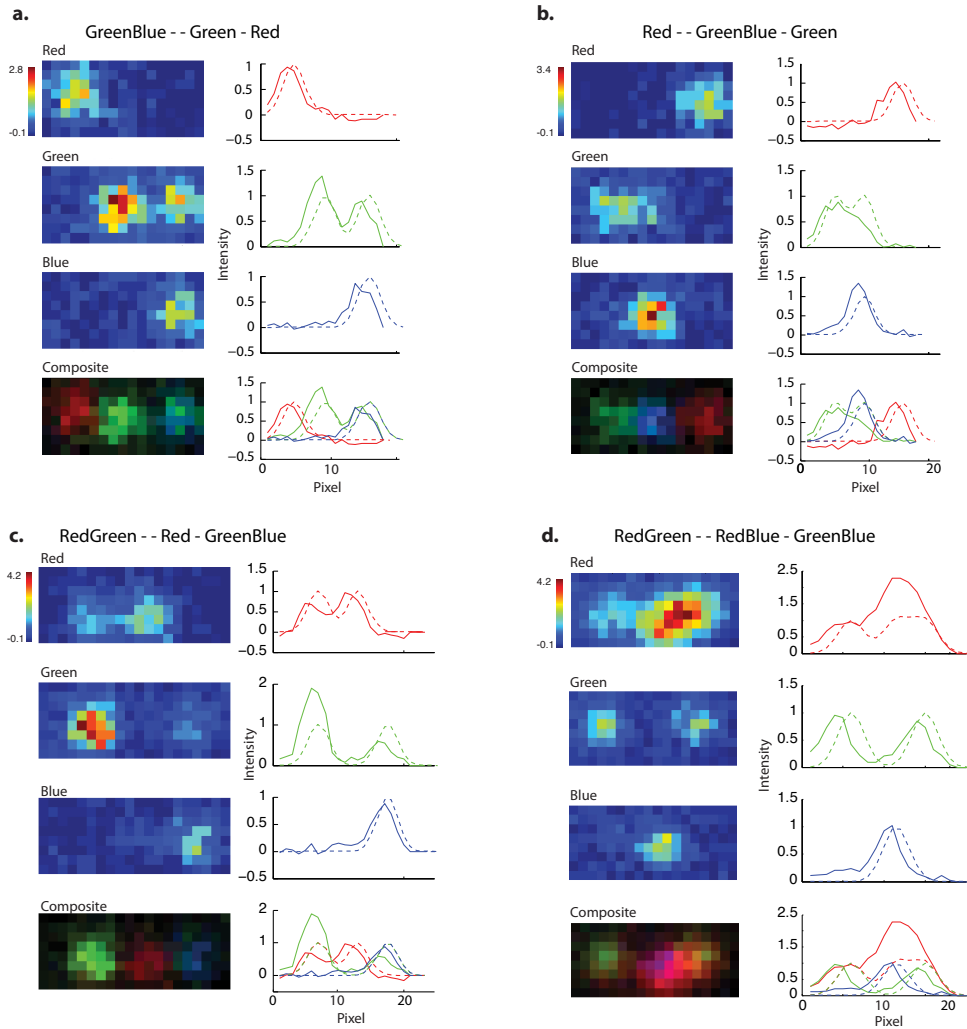 a.
GreenBlue - - Green - Red
Red
2.8
-0.1
1.5
1
0.5
0
−0.5
Green
1.5
1
0.5
0
Intensity
Blue
1.5
1
0.5
0
−0.5
Composite
1.5
1
0.5
0
−0.5
0
10
Pixel
b.
Red - - GreenBlue - Green
Red
3.4
-0.1
1.5
1
0.5
0
−0.5
Green
1.5
1
0.5
0
Intensity
Blue
1.5
1
0.5
0
−0.5
Composite
1.5
1
0.5
0
−0.5
0
10
20
Pixel
c.
RedGreen - - Red - GreenBlue
Red
4.2
-0.1
1.5
1
0.5
0
−0.5
Green
2
1
0
Intensity
Blue
1
0.5
0
−0.5
Composite
2
1
0
0
10
20
Pixel
d.
RedGreen - - RedBlue - GreenBlue
Red
4.2
-0.1
2.5
1.5
0.5
0
Green
1.5
1
0.5
0
Intensity
Blue
1.5
1
0.5
0
Composite
2.5
1.5
0.5
0
0
10
20
Pixel